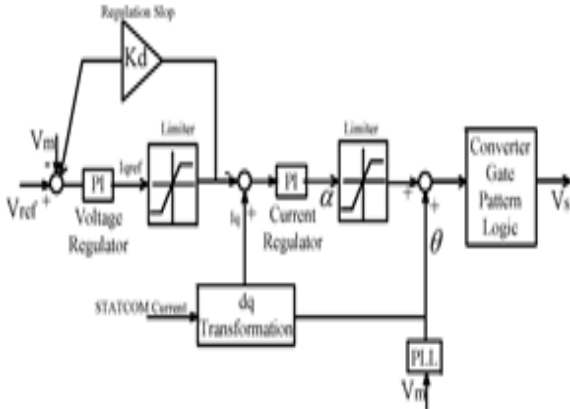 Regulation Slop
Kd
Vm
-
Limiter
Limiter
Iqref
PI
PI
α
Vref
+
-
+
+
+
Voltage
Regulator
Iq
Current
Regulator
θ
Converter
Gate
Pattern
Logic
Vs
STATCOM Current
dq
Transformation
PLL
Vm